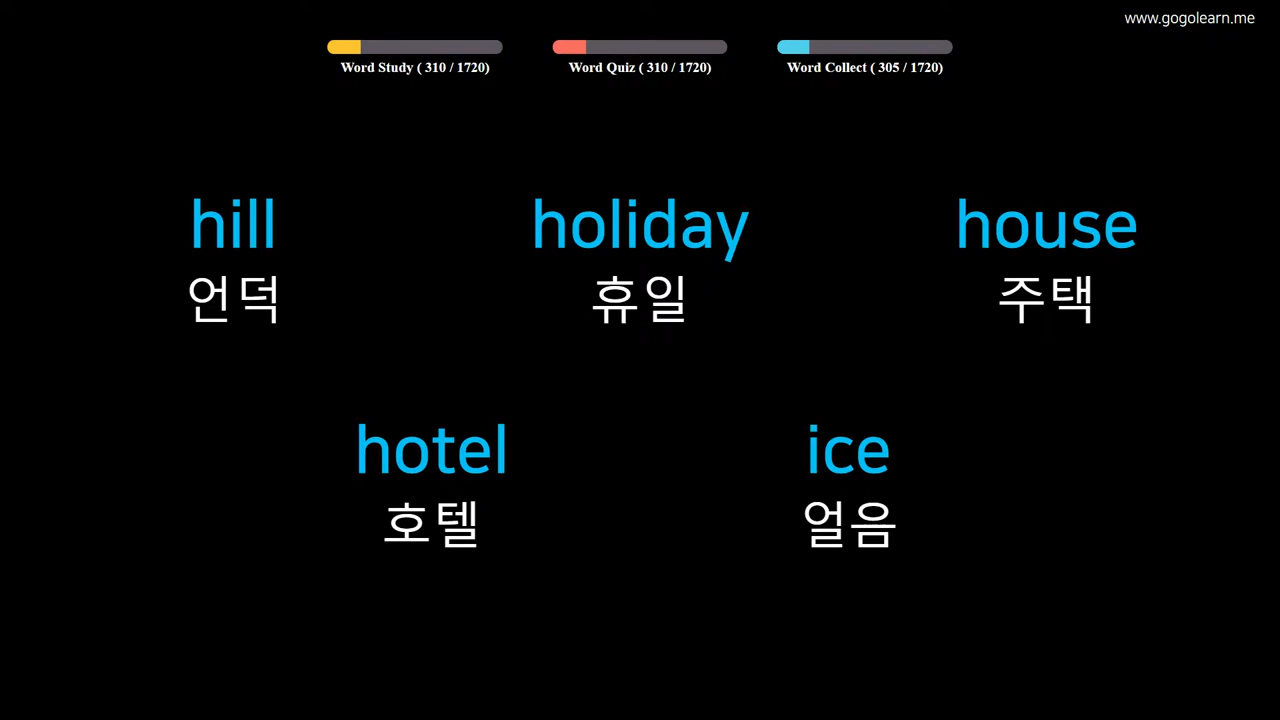 www.gogolearn.me
Word Study ( 310 / 1720) Word Quiz ( 310 / 1720) Word Collect ( 305 / 1720)
hill holiday house
언덕 휴일 주택
hotel ice
호텔 얼음